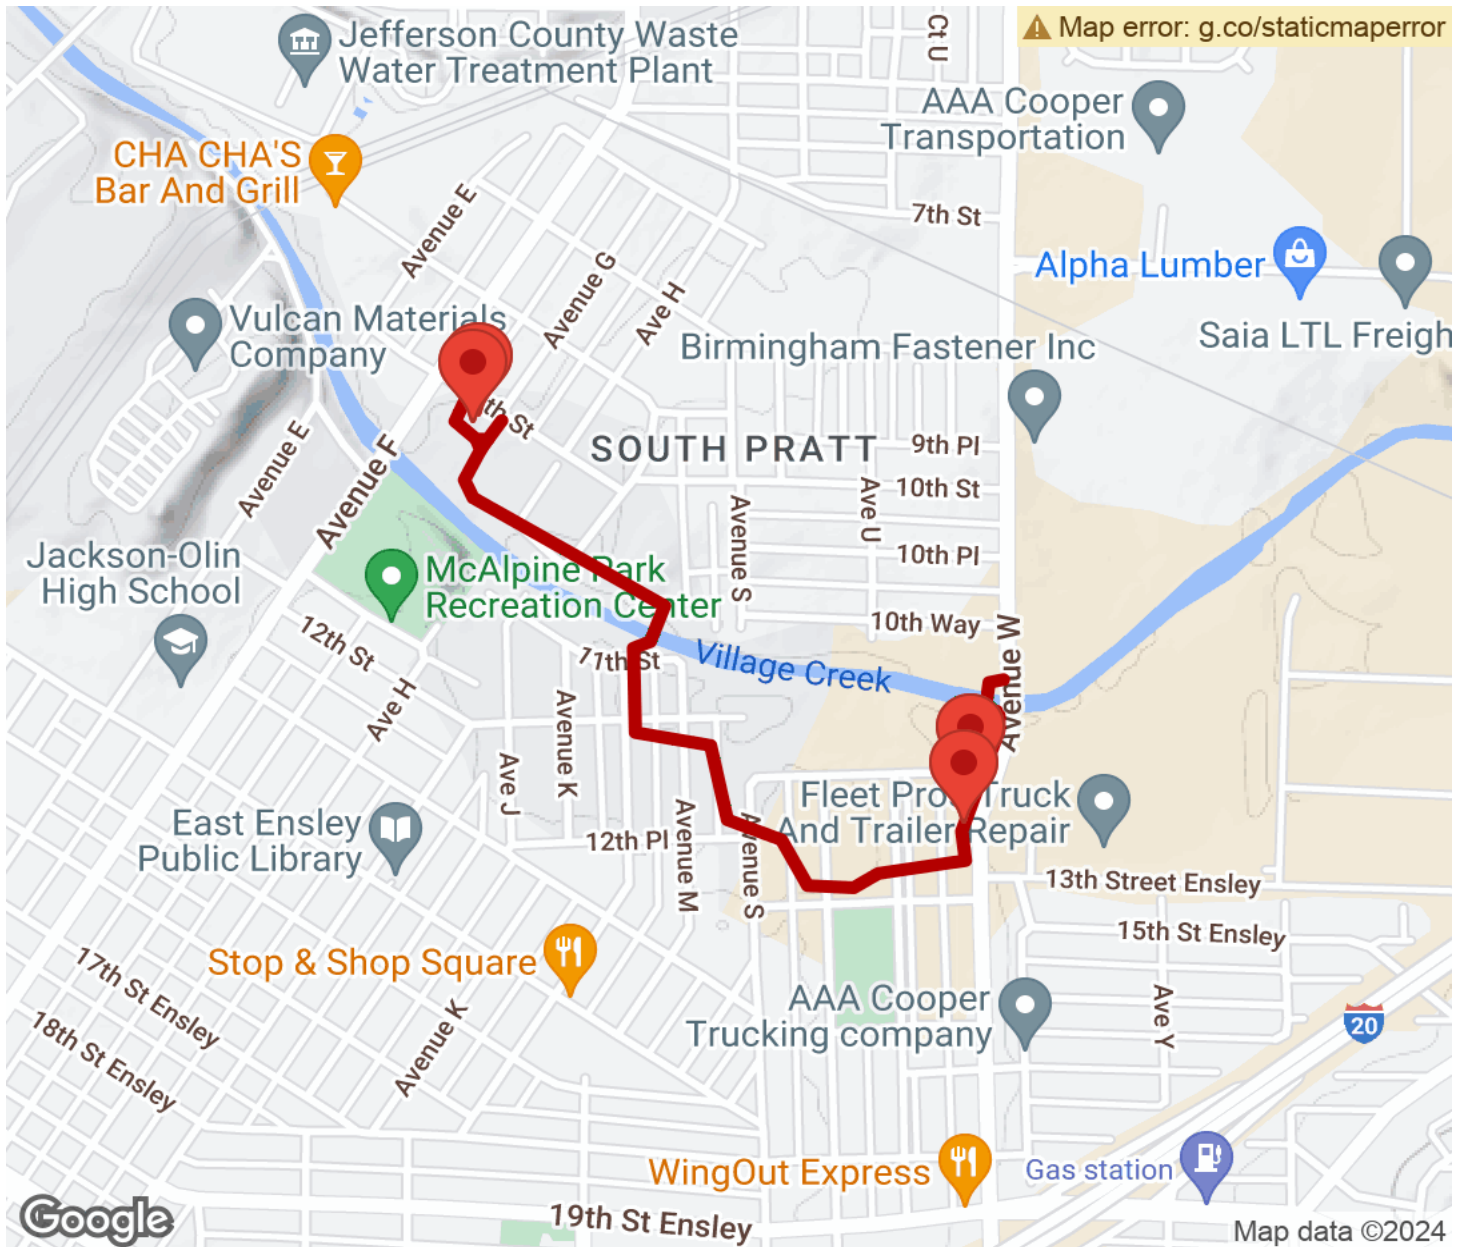 Map error: g.co/staticmaperror
Jefferson County Waste
Water Treatment Plant
Ct U
AAA Cooper
Transportation
CHA CHA'S
Bar And Grill
Avenue E
7th St
Avenue G
Ave H
Alpha Lumber
Saia LTL Freigh
Vulcan Materials
Company
Birmingham Fastener Inc
th St
SOUTH PRATT
9th Pl
10th St
Avenue E
Avenue F
Avenue S
Ave U
10th Pl
Jackson-Olin
High School
McAlpine Park
Recreation Center
10th Way
12th St
11th St
Village Creek
Avenue W
Ave H
Avenue K
Ave J
Fleet Pro Truck
And Trailer Repair
East Ensley
Public Library
12th Pl
Avenue M
Avenue S
13th Street Ensley
15th St Ensley
Stop & Shop Square
17th St Ensley
18th St Ensley
Avenue K
AAA Cooper
Trucking company
Ave Y
20
WingOut Express
Gas station
19th St Ensley
Google
Map data ©2024